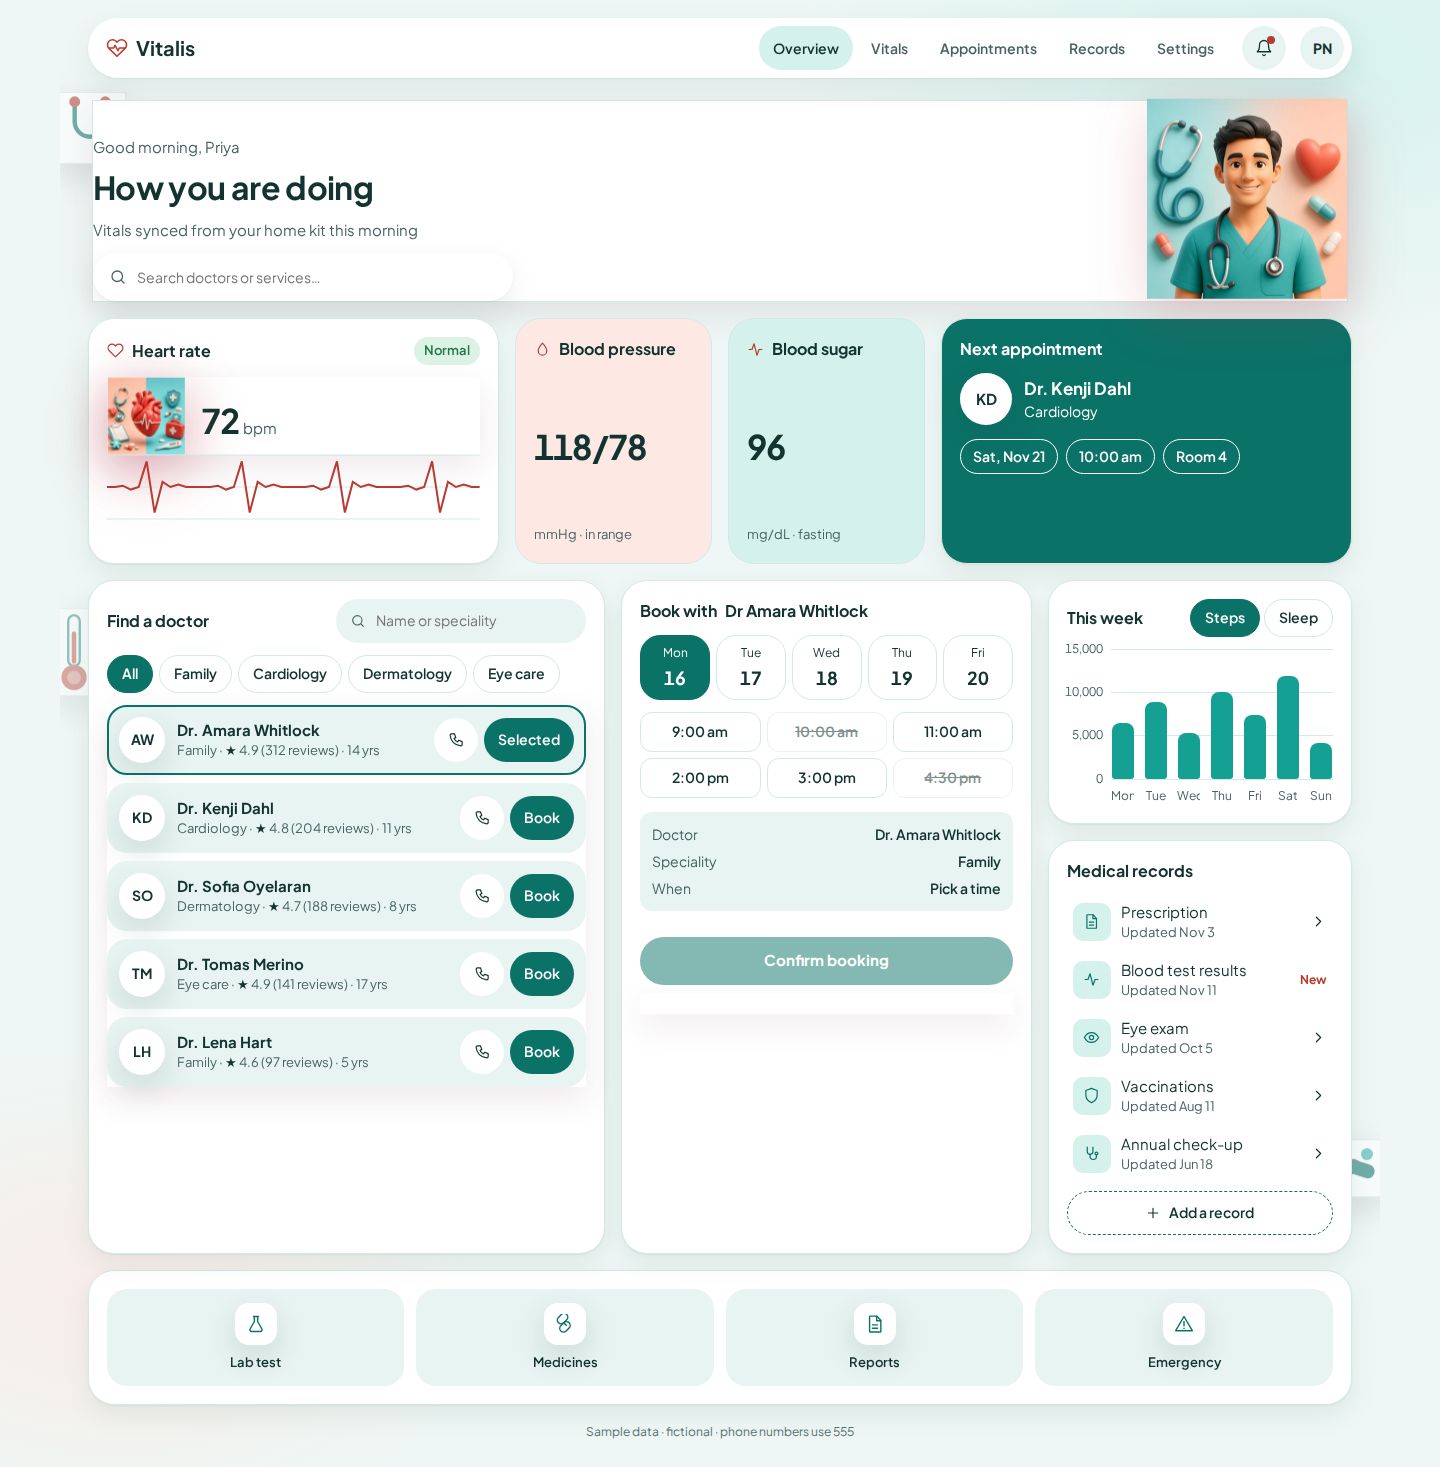 Vitalis
Overview
Vitals
Appointments
Records
Settings
PN
Good morning, Priya
How you are doing
Vitals synced from your home kit this morning
Search doctors or services...
Heart rate
Normal
72 bpm
Blood pressure
118/78
mmHg · in range
Blood sugar
96
mg/dL · fasting
Next appointment
KD
Dr. Kenji Dahl
Cardiology
Sat, Nov 21
10:00 am
Room 4
Find a doctor
Name or speciality
All
Family
Cardiology
Dermatology
Eye care
AW
Dr. Amara Whitlock
Family · ★ 4.9 (312 reviews) · 14 yrs
Selected
KD
Dr. Kenji Dahl
Cardiology · ★ 4.8 (204 reviews) · 11 yrs
Book
SO
Dr. Sofia Oyelaran
Dermatology · ★ 4.7 (188 reviews) · 8 yrs
Book
TM
Dr. Tomas Merino
Eye care · ★ 4.9 (141 reviews) · 17 yrs
Book
LH
Dr. Lena Hart
Family · ★ 4.6 (97 reviews) · 5 yrs
Book
Book with Dr Amara Whitlock
Mon
16
Tue
17
Wed
18
Thu
19
Fri
20
9:00 am
10:00 am
11:00 am
2:00 pm
3:00 pm
4:30 pm
Doctor
Dr. Amara Whitlock
Speciality
Family
When
Pick a time
Confirm booking
This week
Steps
Sleep
15,000
10,000
5,000
0
Mor
Tue
Wec
Thu
Fri
Sat
Sun
Medical records
Prescription
Updated Nov 3
Blood test results
Updated Nov 11
New
Eye exam
Updated Oct 5
Vaccinations
Updated Aug 11
Annual check-up
Updated Jun 18
Add a record
Lab test
Medicines
Reports
Emergency
Sample data · fictional · phone numbers use 555